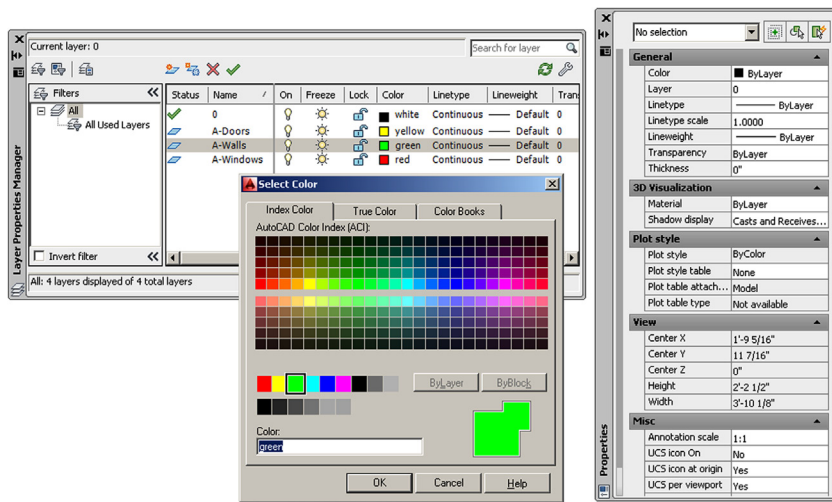 Current layer: 0
Search for layer
Filters
All
All Used Layers
Invert filter
Status Name / On Freeze Lock Color Linetype Lineweight Trans
0 white Continuous Default 0
A-Doors yellow Continuous Default 0
A-Walls green Continuous Default 0
A-Windows red Continuous Default 0
All: 4 layers displayed of 4 total layers
Layer Properties Manager
Select Color
Index Color True Color Color Books
AutoCAD Color Index (ACI):
ByLayer ByBlock
Color:
green
OK Cancel Help
No selection
General
Color ByLayer
Layer 0
Linetype ByLayer
Linetype scale 1.0000
Lineweight ByLayer
Transparency ByLayer
Thickness 0"
3D Visualization
Material ByLayer
Shadow display Casts and Receives...
Plot style
Plot style ByColor
Plot style table None
Plot table attach... Model
Plot table type Not available
View
Center X 1'-9 5/16"
Center Y 11 7/16"
Center Z 0"
Height 2'-2 1/2"
Width 3'-10 1/8"
Misc
Annotation scale 1:1
UCS icon On No
UCS icon at origin Yes
UCS per viewport Yes
Properties